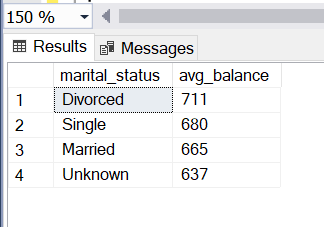 150 %
Results Messages
marital_status avg_balance
1 Divorced 711
2 Single 680
3 Married 665
4 Unknown 637